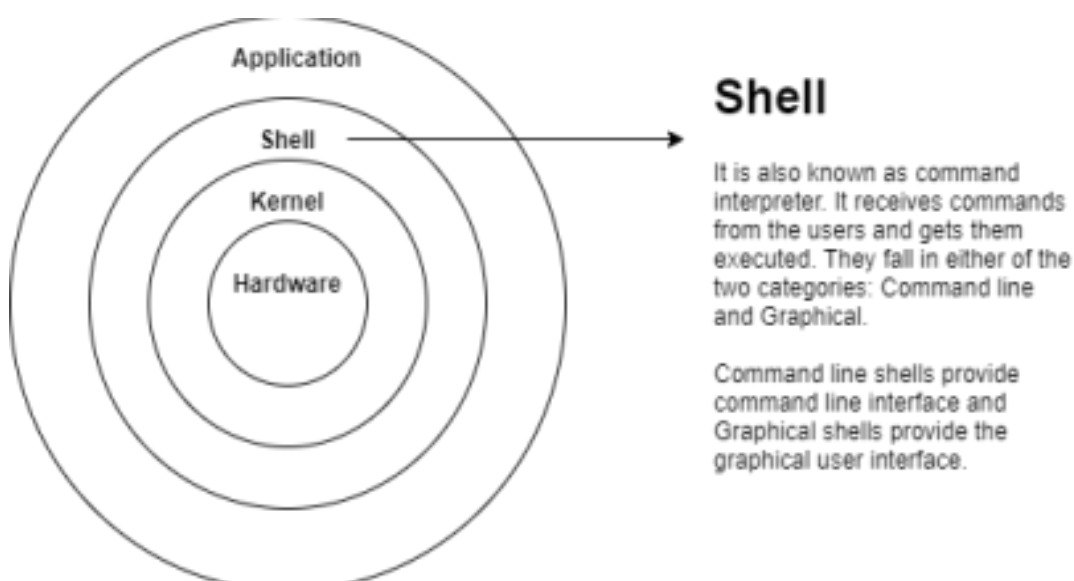 Application
Shell
Kernel
Hardware
Shell
It is also known as command
interpreter. It receives commands
from the users and gets them
executed. They fall in either of the
two categories: Command line
and Graphical.
Command line shells provide
command line interface and
Graphical shells provide the
graphical user interface.